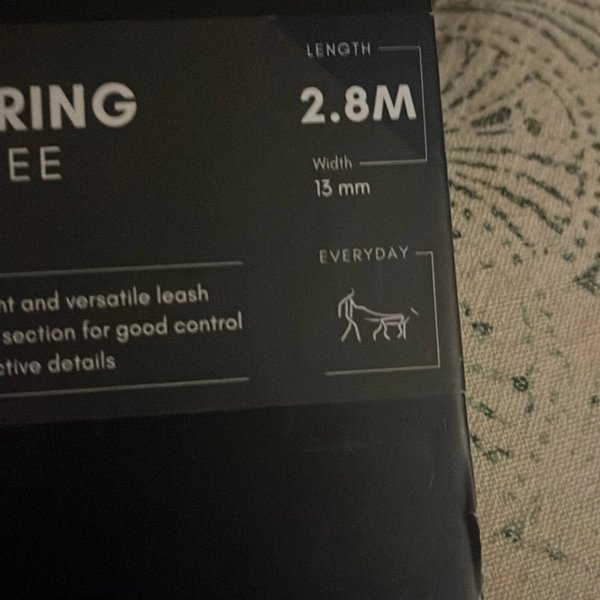 LENGTH
RING
2.8M
EE
Width
13 mm
EVERYDAY
nt and versatile leash
section for good control
ctive details